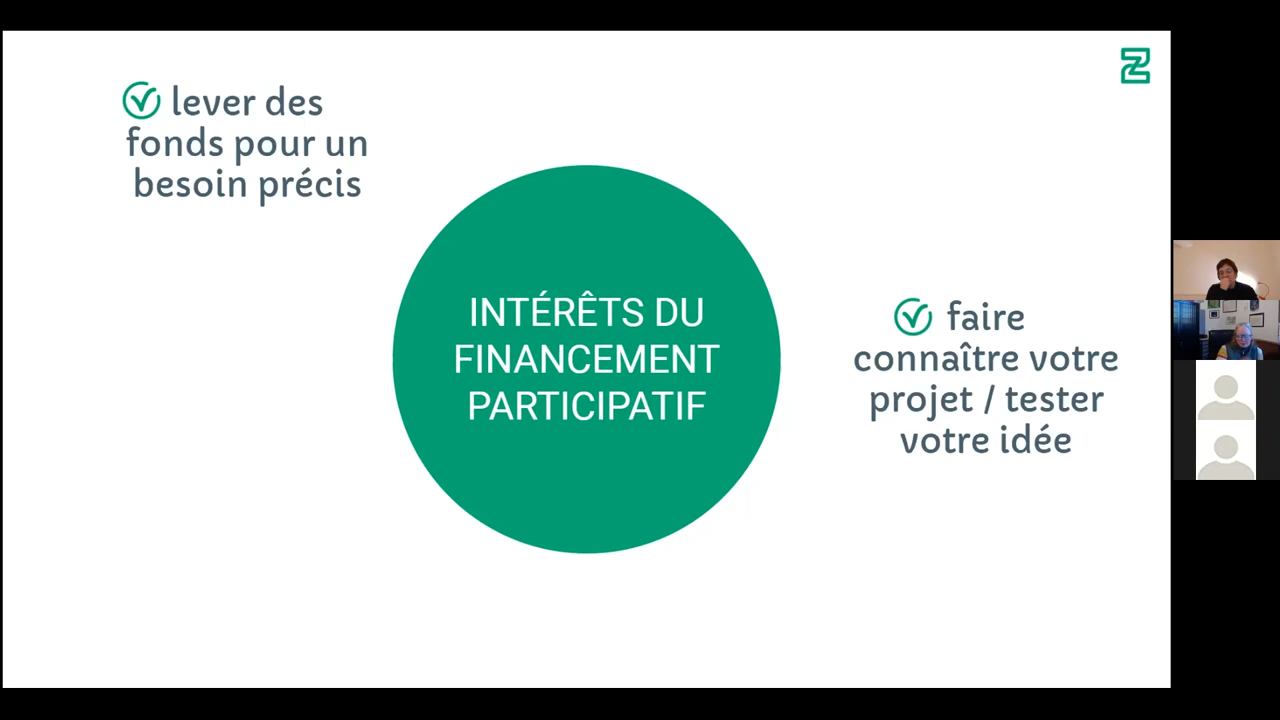 lever des
fonds pour un
besoin précis
INTÉRÊTS DU
FINANCEMENT
PARTICIPATIF
faire
connaître votre
projet / tester
votre idée